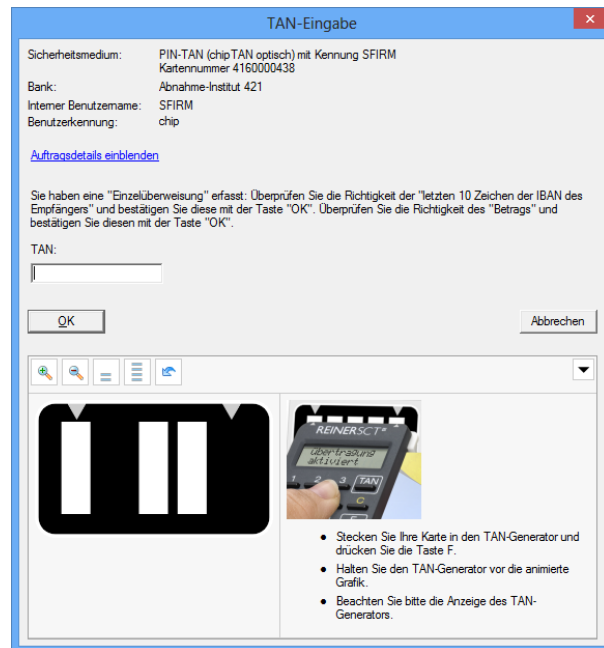 TAN-Eingabe
Sicherheitsmedium: PIN-TAN (chipTAN optisch) mit Kennung SFIRM
Kartennummer 4160000438
Bank: Abnahme-Institut 421
Interner Benutzername: SFIRM
Benutzerkennung: chip
Auftragsdetails einblenden
Sie haben eine "Einzelüberweisung" erfasst: Überprüfen Sie die Richtigkeit der "letzten 10 Zeichen der IBAN des
Empfängers" und bestätigen Sie diese mit der Taste "OK". Überprüfen Sie die Richtigkeit des "Betrags" und
bestätigen Sie diesen mit der Taste "OK".
TAN:
OK Abbrechen
REINERSCT
Übertragung
aktiviert
1 2 3 TAN
C
F
• Stecken Sie Ihre Karte in den TAN-Generator und
drücken Sie die Taste F.
• Halten Sie den TAN-Generator vor die animierte
Grafik.
• Beachten Sie bitte die Anzeige des TAN-
Generators.